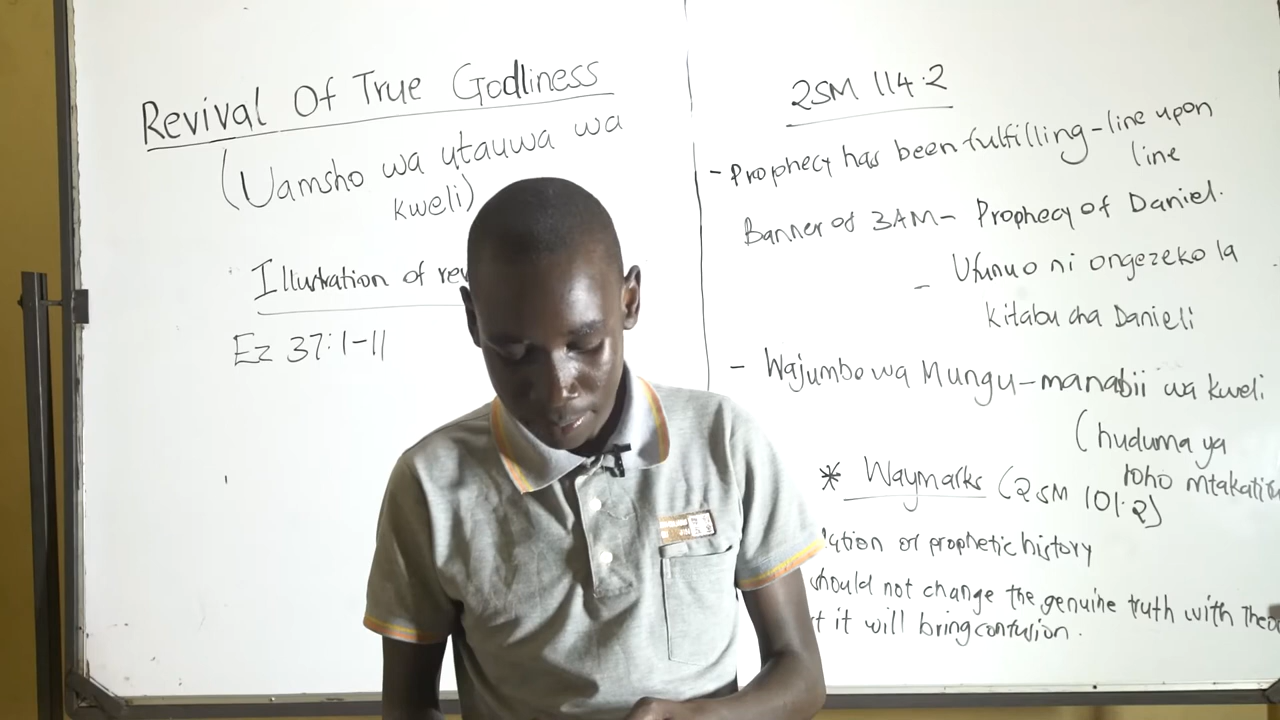 Revival Of True Godliness
(Uamsho wa utauwa wa
kweli)
Illustration of rev
Ez 37:1-11
2SM 114.2
- Prophecy has been fulfilling - line upon
line
Banner of 3AM - Prophecy of Daniel.
- Ufunuo ni ongezeko la
kitabu cha Danieli
- Wajumbe wa Mungu - manabii wa kweli
(huduma ya
roho mtakatifu
* Waymarks (2SM 101.2)
lation of prophetic history
should not change the genuine truth with Theo
t it will bring confusion.